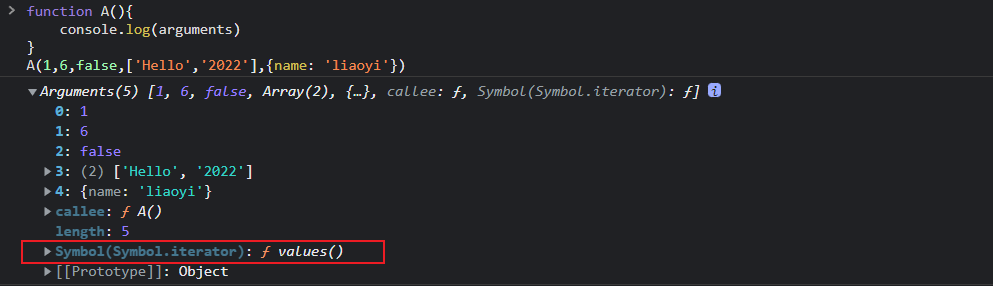 function A(){
console.log(arguments)
}
A(1,6,false,['Hello','2022'],{name: 'liaoyi'})
Arguments(5) [1, 6, false, Array(2), {…}, callee: ƒ, Symbol(Symbol.iterator): ƒ] i
0: 1
1: 6
2: false
3: (2) ['Hello', '2022']
4: {name: 'liaoyi'}
callee: ƒ A()
length: 5
Symbol(Symbol.iterator): ƒ values()
[[Prototype]]: Object